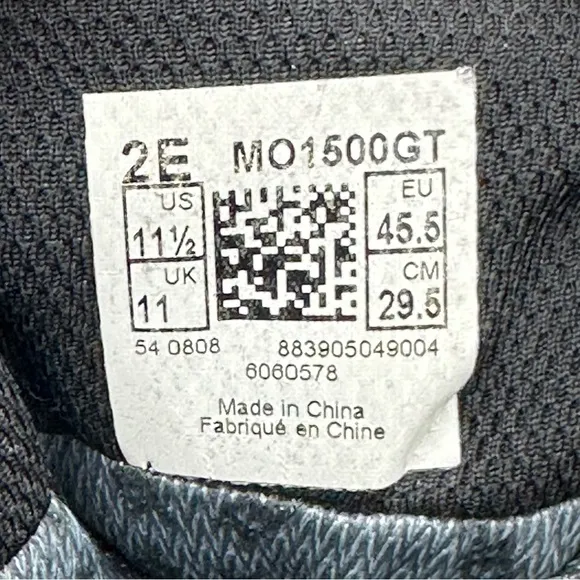 2E MO1500GT
US EU
11½ 45.5
UK CM
11 29.5
54 0808 883905049004
6060578
Made in China
Fabriqué en Chine